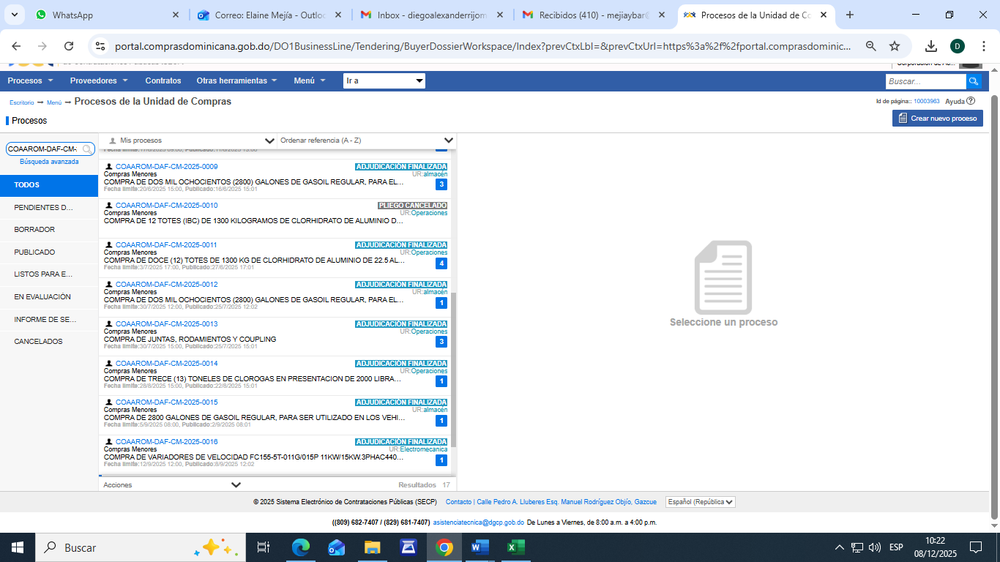 WhatsApp
Correo: Elaine Mejía - Outloo
Inbox - diegoalexanderrijom
Recibidos (410) - mejiaybar@
Procesos de la Unidad de Co
portal.comprasdominicana.gob.do/DO1BusinessLine/Tendering/BuyerDossierWorkspace/Index?prevCtxLbl=&prevCtxUrl=https%3a%2f%2fportal.comprasdominic...
D
Procesos Proveedores Contratos Otras herramientas Menú Ir a Buscar...
Escritorio → Menú → Procesos de la Unidad de Compras
Id de página:: 10003963 Ayuda
Procesos
Crear nuevo proceso
COAAROM-DAF-CM-
Búsqueda avanzada
TODOS
PENDIENTES D...
BORRADOR
PUBLICADO
LISTOS PARA E...
EN EVALUACIÓN
INFORME DE SE...
CANCELADOS
Mis procesos
Ordenar referencia (A - Z)
COAAROM-DAF-CM-2025-0009 ADJUDICACIÓN FINALIZADA
Compras Menores UR:almacén
COMPRA DE DOS MIL OCHOCIENTOS (2800) GALONES DE GASOIL REGULAR, PARA EL... 3
Fecha límite:20/6/2025 15:00, Publicado:16/6/2025 15:01
COAAROM-DAF-CM-2025-0010 PLIEGO CANCELADO
Compras Menores UR:Operaciones
COMPRA DE 12 TOTES (IBC) DE 1300 KILOGRAMOS DE CLORHIDRATO DE ALUMINIO D...
COAAROM-DAF-CM-2025-0011 ADJUDICACIÓN FINALIZADA
Compras Menores UR:Operaciones
COMPRA DE DOCE (12) TOTES DE 1300 KG DE CLORHIDRATO DE ALUMINIO DE 22.5 AL... 4
Fecha límite:3/7/2025 17:00, Publicado:27/6/2025 17:01
COAAROM-DAF-CM-2025-0012 ADJUDICACIÓN FINALIZADA
Compras Menores UR:almacén
COMPRA DE DOS MIL OCHOCIENTOS (2800) GALONES DE GASOIL REGULAR, PARA EL... 1
Fecha límite:30/7/2025 12:00, Publicado:25/7/2025 12:02
COAAROM-DAF-CM-2025-0013 ADJUDICACIÓN FINALIZADA
Compras Menores UR:Operaciones
COMPRA DE JUNTAS, RODAMIENTOS Y COUPLING 3
Fecha límite:30/7/2025 15:00, Publicado:25/7/2025 15:01
COAAROM-DAF-CM-2025-0014 ADJUDICACIÓN FINALIZADA
Compras Menores UR:Operaciones
COMPRA DE TRECE (13) TONELES DE CLOROGAS EN PRESENTACION DE 2000 LIBRA... 1
Fecha límite:28/8/2025 15:00, Publicado:22/8/2025 15:01
COAAROM-DAF-CM-2025-0015 ADJUDICACIÓN FINALIZADA
Compras Menores UR:almacén
COMPRA DE 2800 GALONES DE GASOIL REGULAR, PARA SER UTILIZADO EN LOS VEHI... 1
Fecha límite:5/9/2025 08:00, Publicado:2/9/2025 08:01
COAAROM-DAF-CM-2025-0016 ADJUDICACIÓN FINALIZADA
Compras Menores UR:Electromecanica
COMPRA DE VARIADORES DE VELOCIDAD FC155-5T-011G/015P 11KW/15KW.3PHAC440... 1
Fecha límite:12/9/2025 12:00, Publicado:8/9/2025 12:02
Acciones Resultados 17
Seleccione un proceso
© 2025 Sistema Electrónico de Contrataciones Públicas (SECP) Contacto | Calle Pedro A. Lluberes Esq. Manuel Rodríguez Objío, Gazcue Español (República
((809) 682-7407 / (829) 681-7407) asistenciatecnica@dgcp.gob.do De Lunes a Viernes, de 8:00 a.m. a 4:00 p.m.
Buscar
ESP
10:22
08/12/2025